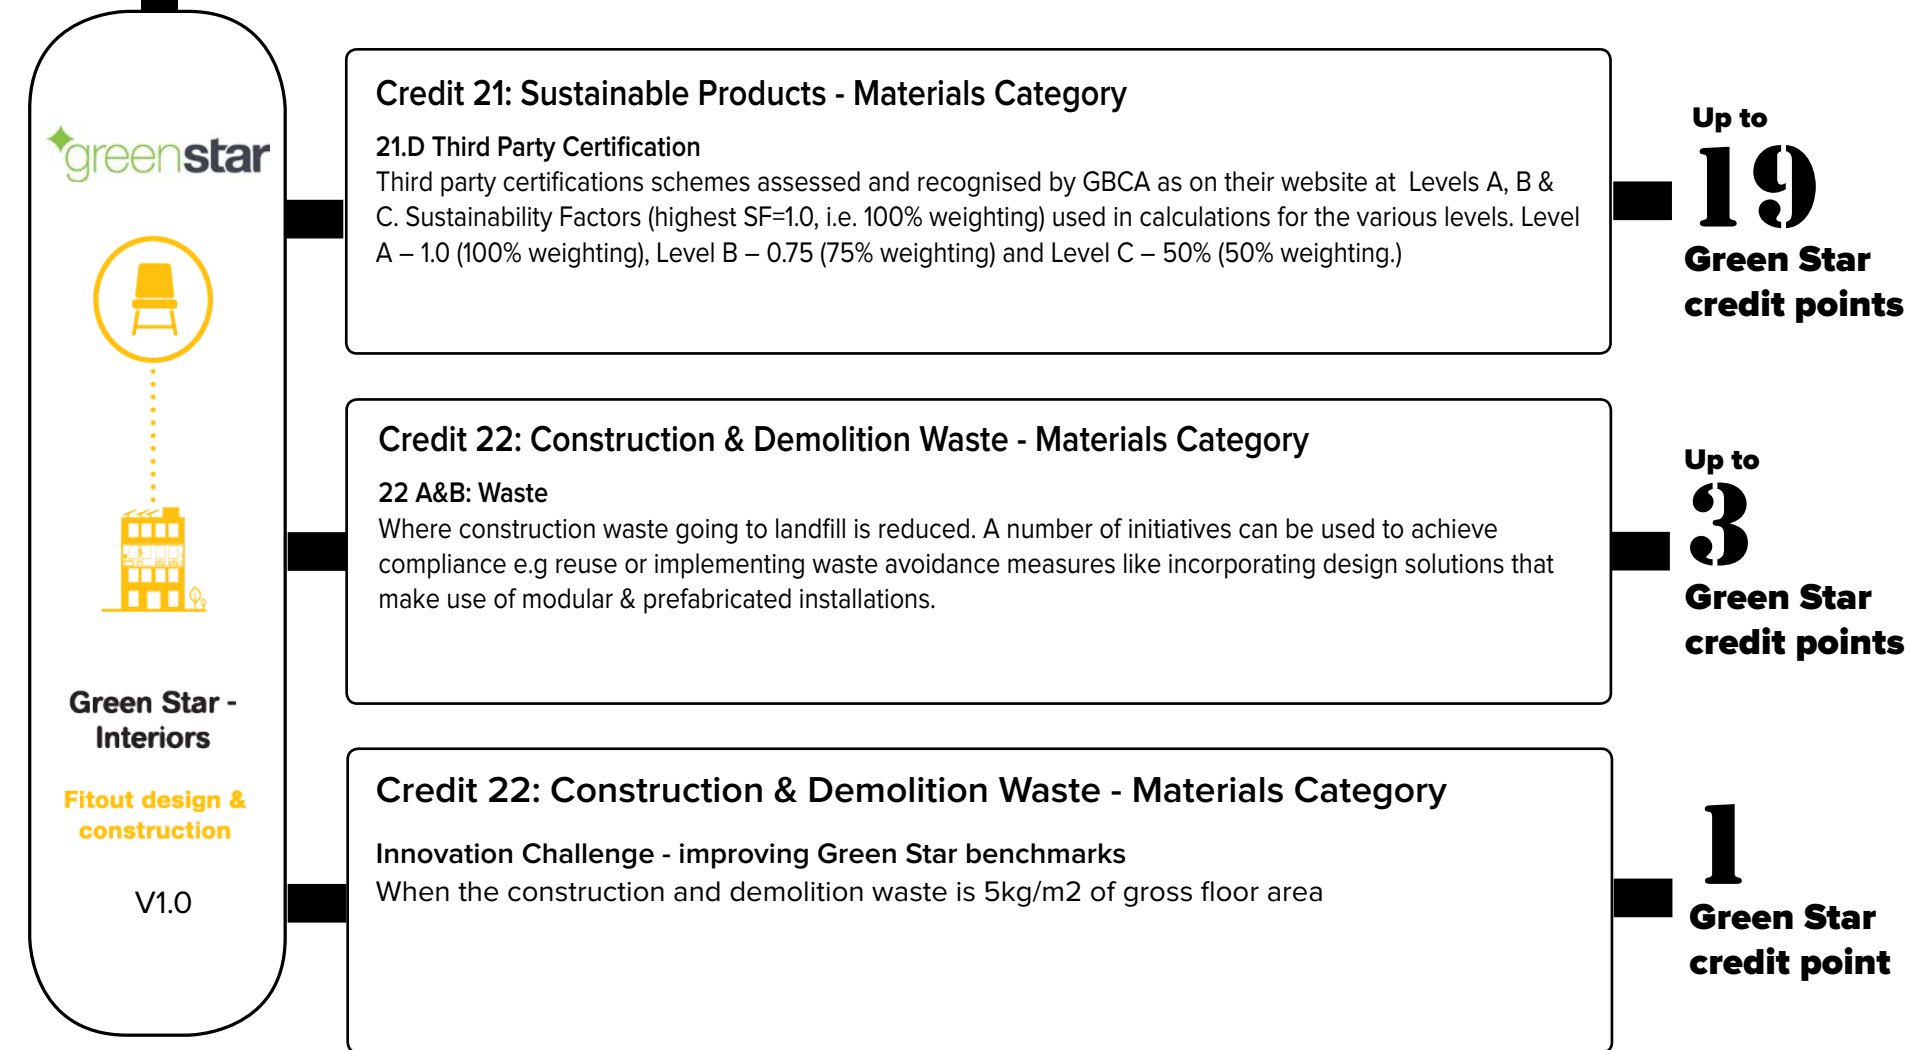 greenstar
Green Star -
Interiors
Fitout design &
construction
V1.0
Credit 21: Sustainable Products - Materials Category
21.D Third Party Certification
Third party certifications schemes assessed and recognised by GBCA as on their website at  Levels A, B &
C. Sustainability Factors (highest SF=1.0, i.e. 100% weighting) used in calculations for the various levels. Level
A – 1.0 (100% weighting), Level B – 0.75 (75% weighting) and Level C – 50% (50% weighting.)
Up to
19
Green Star
credit points
Credit 22: Construction & Demolition Waste - Materials Category
22 A&B: Waste
Where construction waste going to landfill is reduced. A number of initiatives can be used to achieve
compliance e.g reuse or implementing waste avoidance measures like incorporating design solutions that
make use of modular & prefabricated installations.
Up to
3
Green Star
credit points
Credit 22: Construction & Demolition Waste - Materials Category
Innovation Challenge - improving Green Star benchmarks
When the construction and demolition waste is 5kg/m2 of gross floor area
1
Green Star
credit point